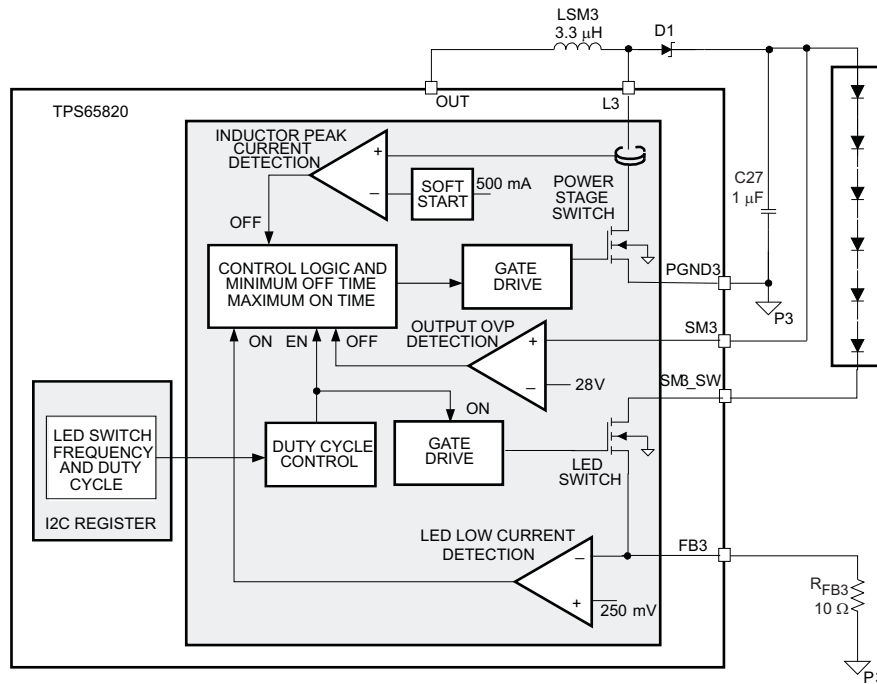 LSM3
3.3 μH
D1
OUT
L3
TPS65820
INDUCTOR PEAK
CURRENT
DETECTION
+
−
SOFT
START
500 mA
POWER
STAGE
SWITCH
C27
1 μF
OFF
CONTROL LOGIC AND
MINIMUM OFF TIME
MAXIMUM ON TIME
GATE
DRIVE
PGND3
P3
ON
EN
OFF
OUTPUT OVP
DETECTION
+
−
28V
SM3
SM3_SW
ON
LED SWITCH
FREQUENCY
AND DUTY
CYCLE
I2C REGISTER
DUTY CYCLE
CONTROL
GATE
DRIVE
LED
SWITCH
LED LOW CURRENT
DETECTION
−
+
250 mV
FB3
RFB3
10 Ω
P3